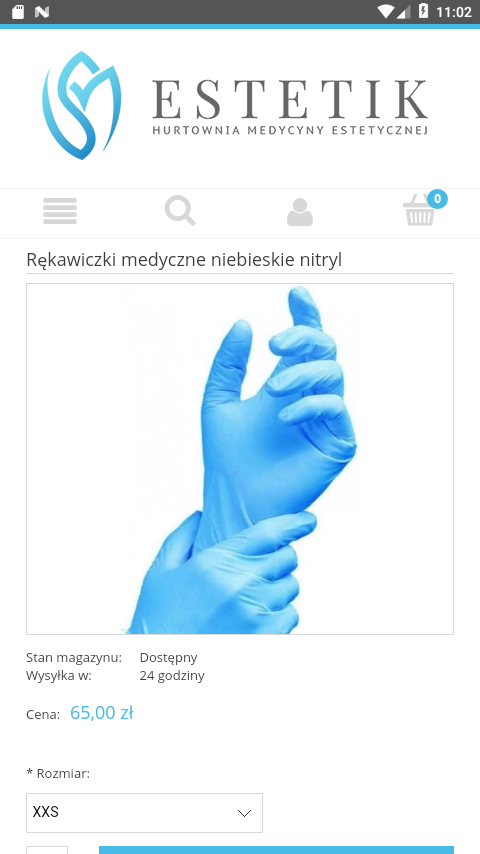 11:02
ESTETIK
HURTOWNIA MEDYCYNY ESTETYCZNEJ
0
Rękawiczki medyczne niebieskie nitryl
Stan magazynu: Dostępny
Wysyłka w: 24 godziny
Cena: 65,00 zł
* Rozmiar:
XXS